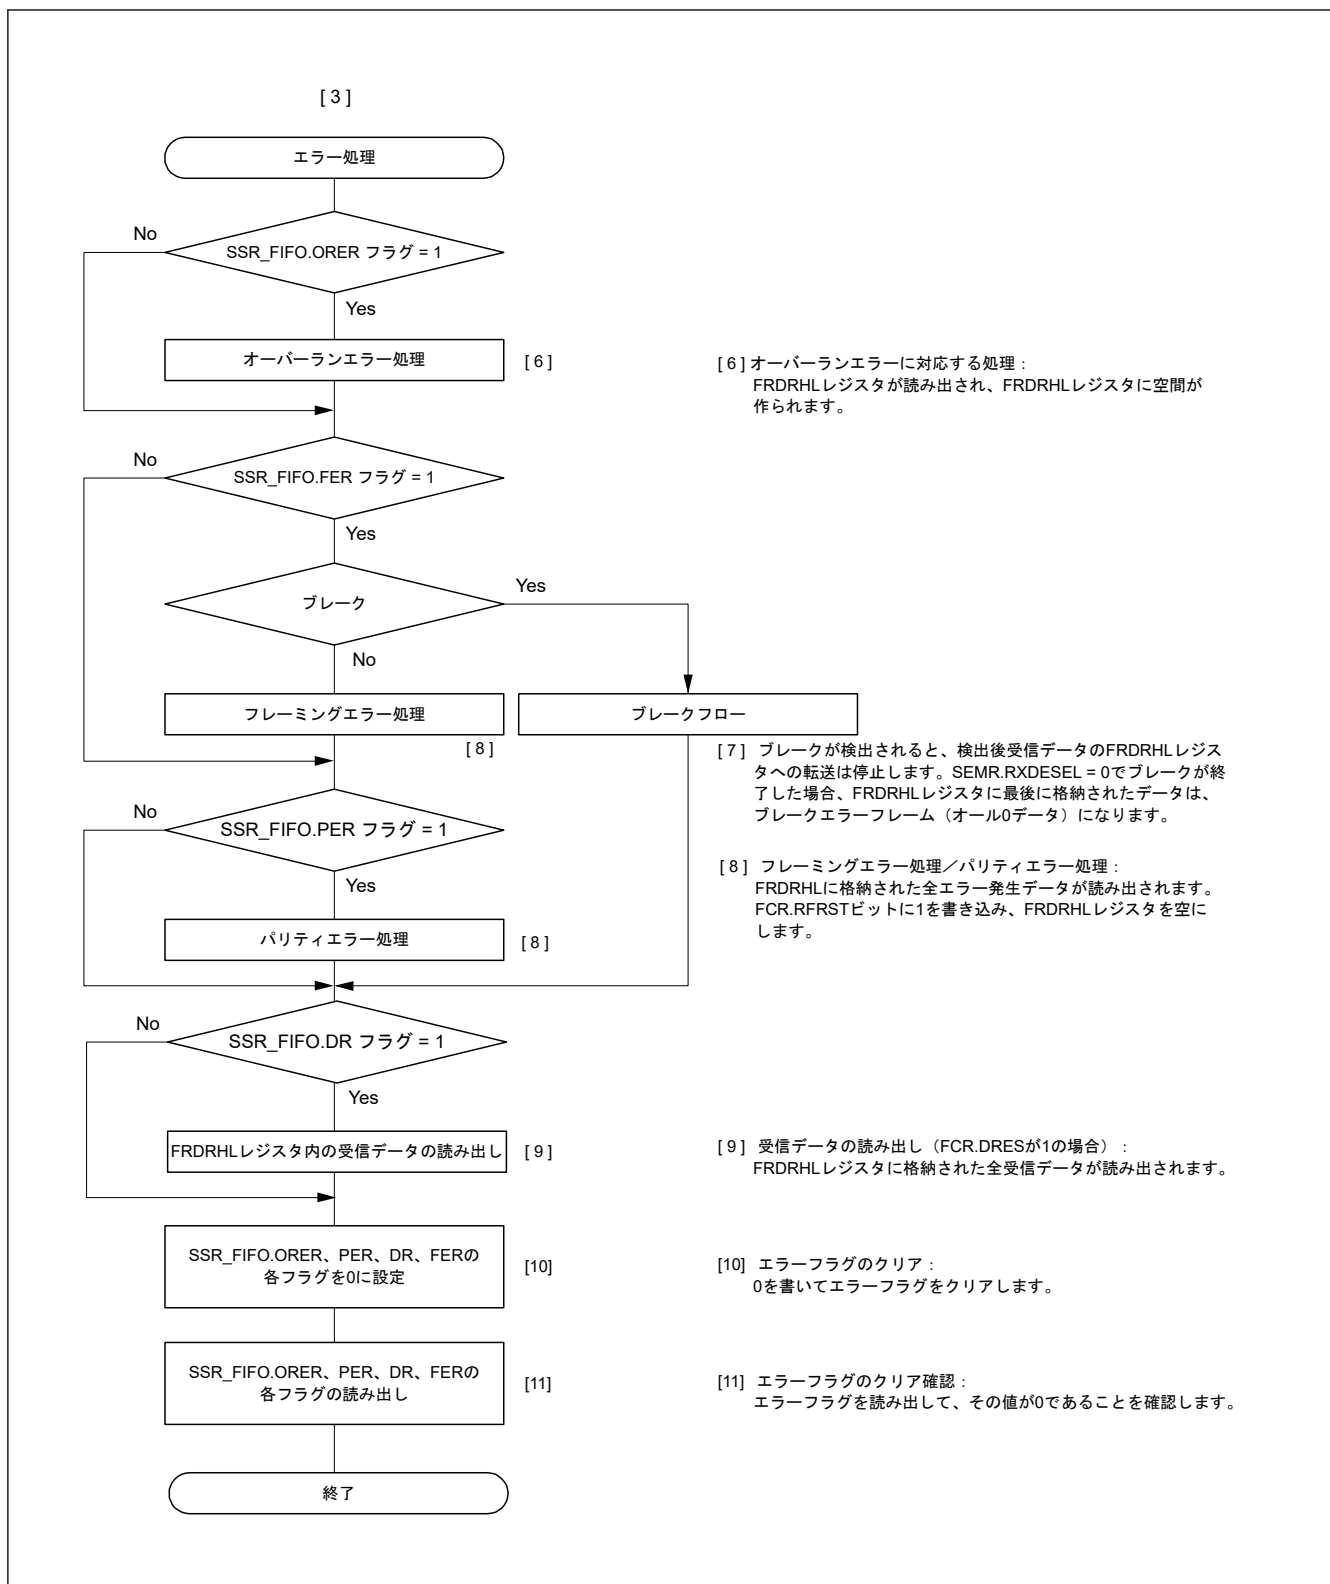 [ 3 ]
エラー処理
No
SSR_FIFO.ORER フラグ = 1
Yes
オーバーランエラー処理
[ 6 ]
[ 6 ] オーバーランエラーに対応する処理：
FRDRHLレジスタが読み出され、FRDRHLレジスタに空間が
作られます。
No
SSR_FIFO.FER フラグ = 1
Yes
ブレーク
Yes
No
フレーミングエラー処理
ブレークフロー
[ 8 ]
[ 7 ] ブレークが検出されると、検出後受信データのFRDRHLレジス
タへの転送は停止します。SEMR.RXDESEL = 0でブレークが終
了した場合、FRDRHLレジスタに最後に格納されたデータは、
ブレークエラーフレーム（オール0データ）になります。
No
SSR_FIFO.PER フラグ = 1
Yes
[ 8 ] フレーミングエラー処理／パリティエラー処理：
FRDRHLに格納された全エラー発生データが読み出されます。
FCR.RFRSTビットに1を書き込み、FRDRHLレジスタを空に
します。
パリティエラー処理
[ 8 ]
No
SSR_FIFO.DR フラグ = 1
Yes
FRDRHLレジスタ内の受信データの読み出し
[ 9 ]
[ 9 ] 受信データの読み出し（FCR.DRESが1の場合）：
FRDRHLレジスタに格納された全受信データが読み出されます。
SSR_FIFO.ORER、PER、DR、FERの
各フラグを0に設定
[10]
[10] エラーフラグのクリア：
0を書いてエラーフラグをクリアします。
SSR_FIFO.ORER、PER、DR、FERの
各フラグの読み出し
[11]
[11] エラーフラグのクリア確認：
エラーフラグを読み出して、その値が0であることを確認します。
終了